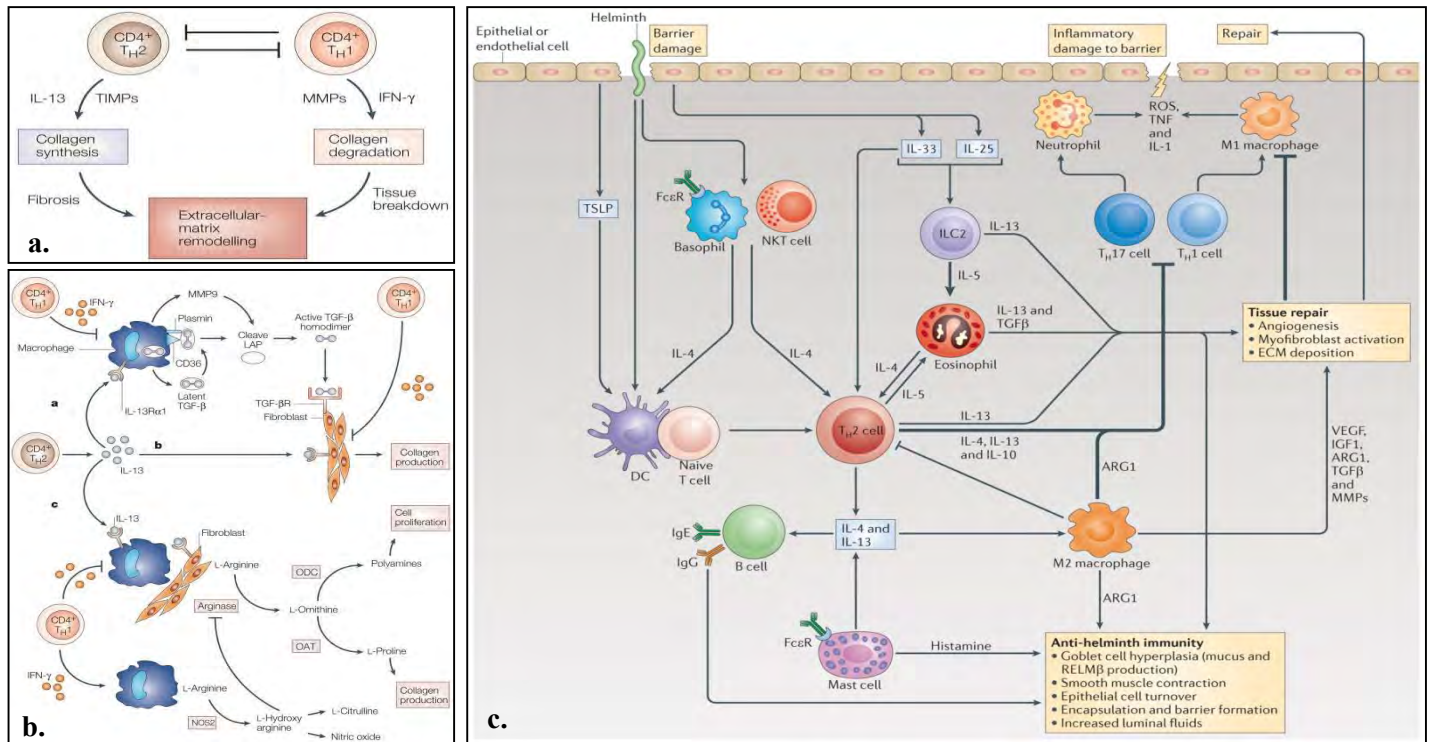 CD4+
TH2
CD4+
TH1
IL-13
TIMPs
MMPs
IFN-γ
Collagen
synthesis
Collagen
degradation
Fibrosis
Tissue
breakdown
Extracellular-
matrix
remodelling
a.
CD4+
TH1
IFN-γ
MMP9
Plasmin
Macrophage
CD36
Cleave
LAP
Active TGF-β
homodimer
CD4+
TH1
Latent
TGF-β
IL-13Rα1
a
TGF-βR
Fibroblast
CD4+
TH2
b
IL-13
Collagen
production
c
IL-13
Fibroblast
Cell
proliferation
L-Arginine
ODC
Polyamines
Arginase
L-Ornithine
CD4+
TH1
OAT
L-Proline
IFN-γ
L-Arginine
Collagen
production
NOS2
L-Hydroxy
arginine
L-Citrulline
Nitric oxide
b.
Helminth
Epithelial or
endothelial cell
Barrier
damage
Inflammatory
damage to barrier
Repair
IL-33
IL-25
Neutrophil
ROS,
TNF
and
IL-1
M1 macrophage
TSLP
FcεR
Basophil
NKT cell
ILC2
IL-13
TH17 cell
TH1 cell
IL-5
IL-13 and
TGFβ
Eosinophil
Tissue repair
• Angiogenesis
• Myofibroblast activation
• ECM deposition
IL-4
IL-4
IL-4
IL-5
DC
Naive
T cell
TH2 cell
IL-13
IL-4, IL-13
and IL-10
ARG1
VEGF,
IGF1,
ARG1,
TGFβ
and
MMPs
IgE
IgG
B cell
IL-4 and
IL-13
M2 macrophage
ARG1
FcεR
Mast cell
Histamine
Anti-helminth immunity
• Goblet cell hyperplasia (mucus and
RELMβ production)
• Smooth muscle contraction
• Epithelial cell turnover
• Encapsulation and barrier formation
• Increased luminal fluids
c.